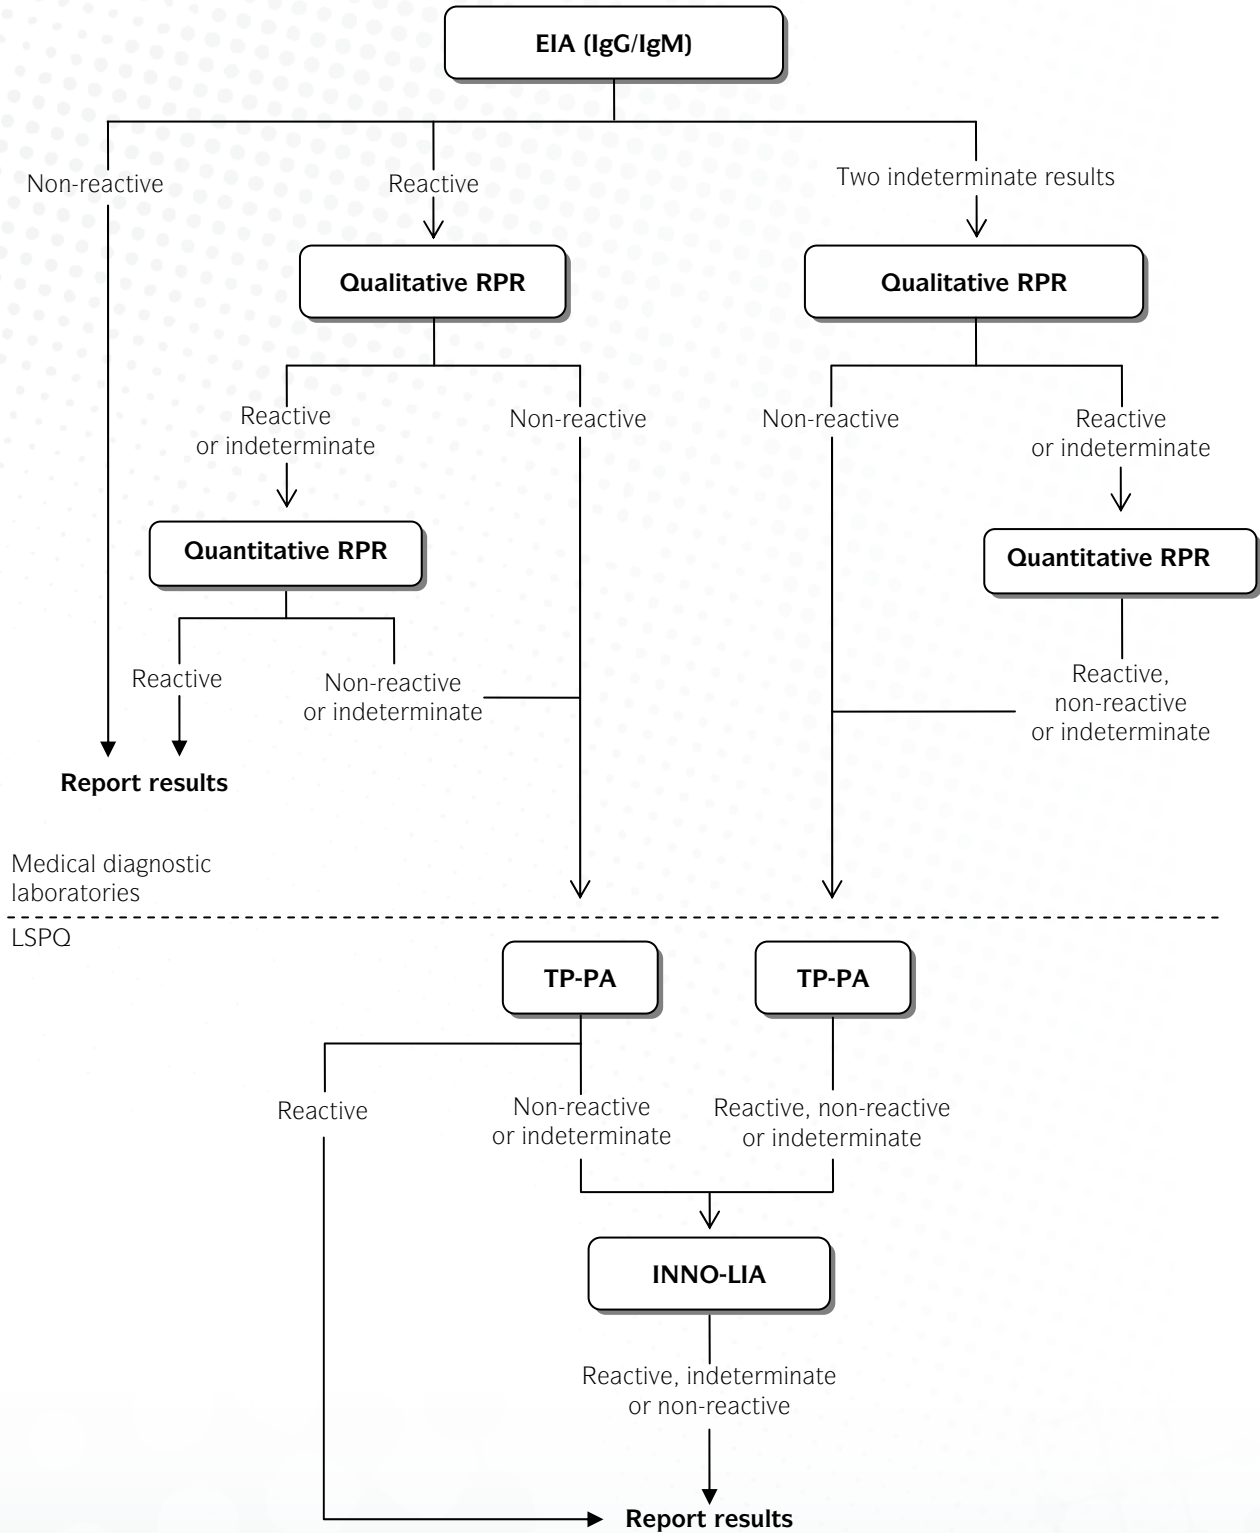 EIA (IgG/IgM)
Non-reactive
Reactive
Two indeterminate results
Qualitative RPR
Qualitative RPR
Reactive
or indeterminate
Non-reactive
Non-reactive
Reactive
or indeterminate
Quantitative RPR
Quantitative RPR
Reactive
Non-reactive
or indeterminate
Reactive,
non-reactive
or indeterminate
Report results
Medical diagnostic
laboratories
LSPQ
TP-PA
TP-PA
Reactive
Non-reactive
or indeterminate
Reactive, non-reactive
or indeterminate
INNO-LIA
Reactive, indeterminate
or non-reactive
Report results